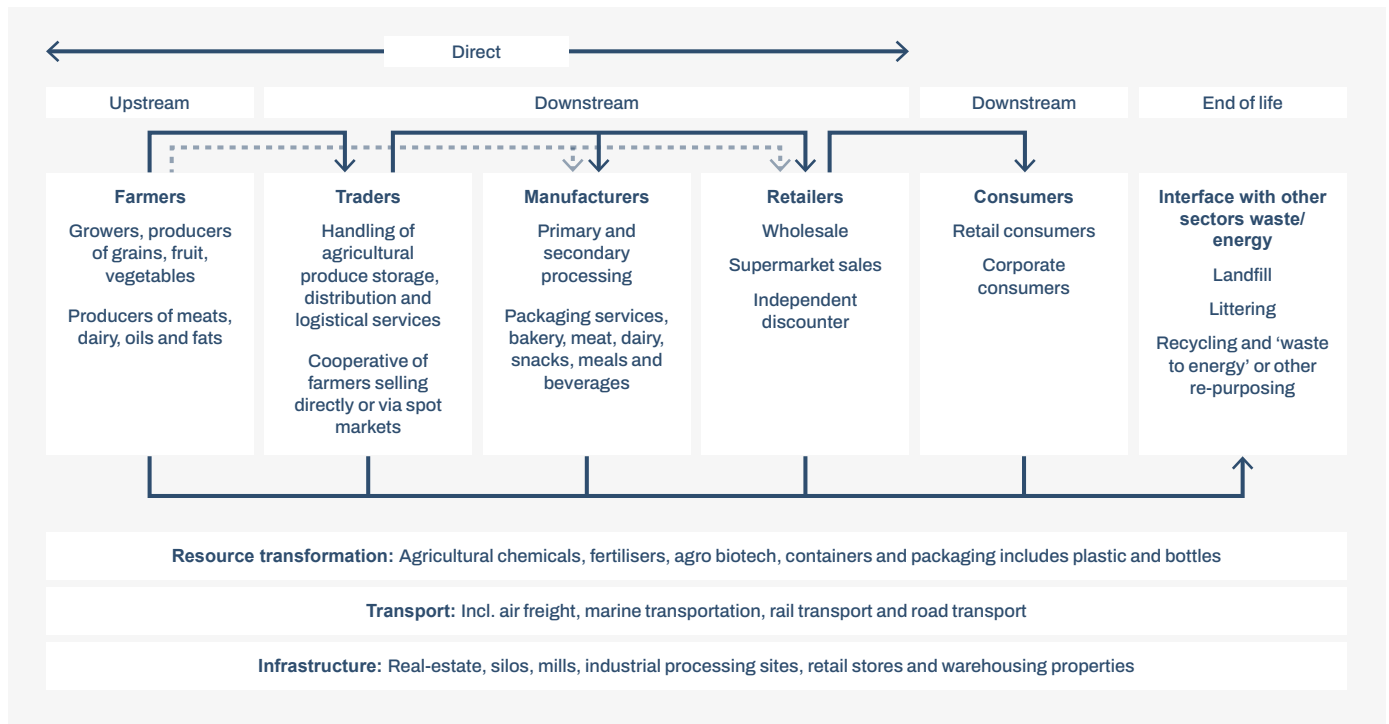 Direct
Upstream
Downstream
Downstream
End of life
Farmers
Growers, producers
of grains, fruit,
vegetables
Producers of meats,
dairy, oils and fats
Traders
Handling of
agricultural
produce storage,
distribution and
logistical services
Cooperative of
farmers selling
directly or via spot
markets
Manufacturers
Primary and
secondary
processing
Packaging services,
bakery, meat, dairy,
snacks, meals and
beverages
Retailers
Wholesale
Supermarket sales
Independent
discounter
Consumers
Retail consumers
Corporate
consumers
Interface with other
sectors waste/
energy
Landfill
Littering
Recycling and ‘waste
to energy’ or other
re-purposing
Resource transformation: Agricultural chemicals, fertilisers, agro biotech, containers and packaging includes plastic and bottles
Transport: Incl. air freight, marine transportation, rail transport and road transport
Infrastructure: Real-estate, silos, mills, industrial processing sites, retail stores and warehousing properties